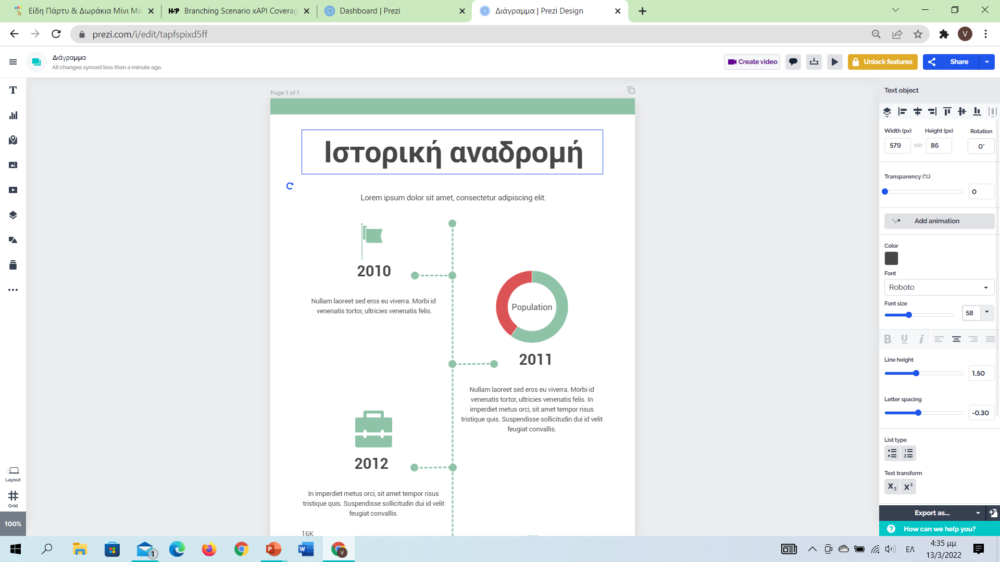 Είδη Πάρτυ & Δωράκια Μίνι Μά
H-P Branching Scenario xAPI Coverag
Dashboard | Prezi
Διάγραμμα | Prezi Design
prezi.com/i/edit/tapfspixd5ff
V
Διάγραμμα
All changes synced less than a minute ago
Create video
Unlock features
Share
Page 1 of 1
Ιστορική αναδρομή
Lorem ipsum dolor sit amet, consectetur adipiscing elit.
2010
Nullam laoreet sed eros eu viverra. Morbi id
venenatis tortor, ultricies venenatis felis.
Population
2011
Nullam laoreet sed eros eu viverra. Morbi id
venenatis tortor, ultricies venenatis felis. In
imperdiet metus orci, sit amet tempor risus
tristique quis. Suspendisse sollicitudin dui id velit
feugiat convallis.
2012
In imperdiet metus orci, sit amet tempor risus
tristique quis. Suspendisse sollicitudin dui id velit
feugiat convallis.
16K
Layout
Grid
100%
Text object
Width (px) Height (px) Rotation
579 86 0°
Transparency (%)
0
Add animation
Color
Font
Roboto
Font size
58
B U i
Line height
1.50
Letter spacing
-0.30
List type
Text transform
X2 X2
Export as...
How can we help you?
1
P
W
V
ΕΛ
4:35 μμ
13/3/2022